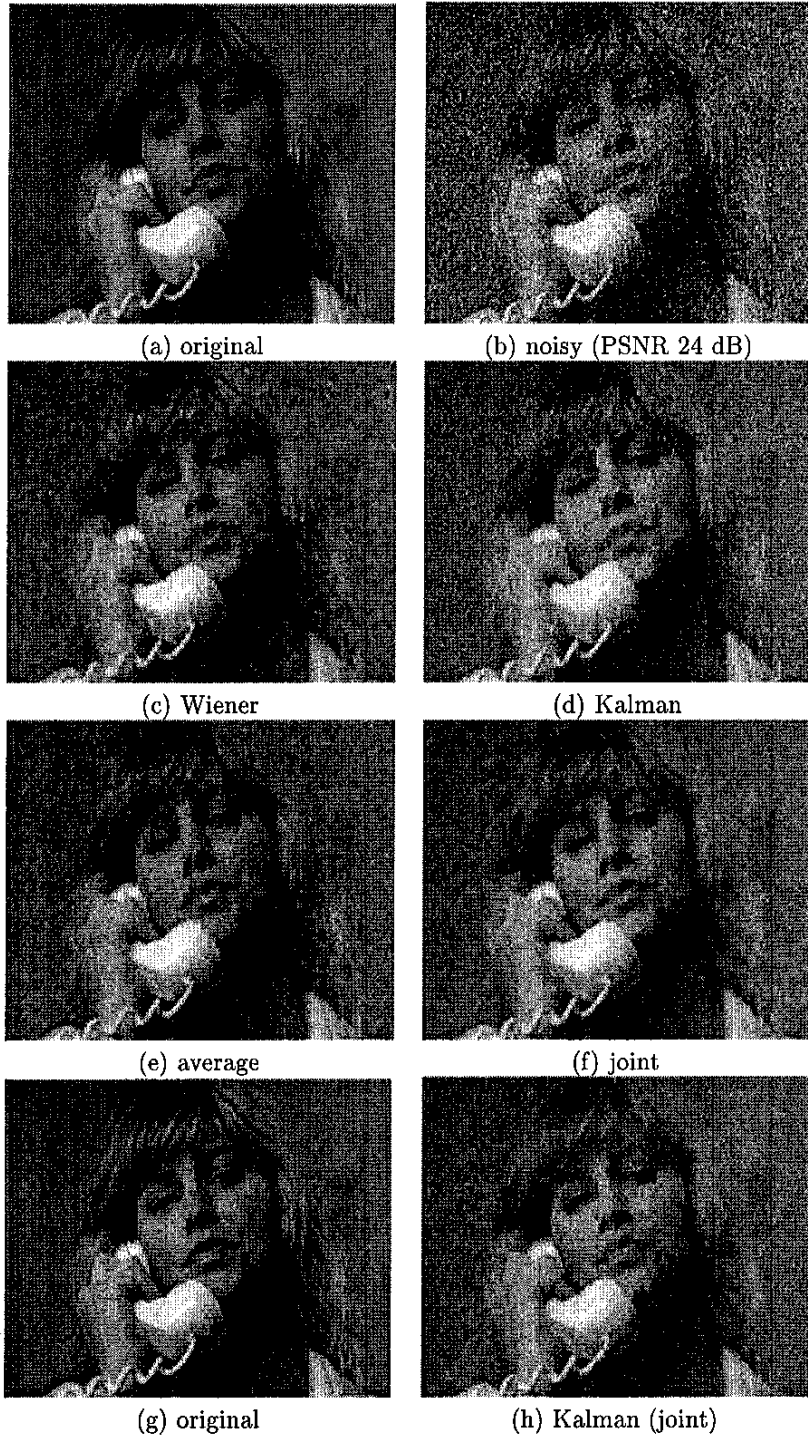 (a) original
(b) noisy (PSNR 24 dB)
(c) Wiener
(d) Kalman
(e) average
(f) joint
(g) original
(h) Kalman (joint)